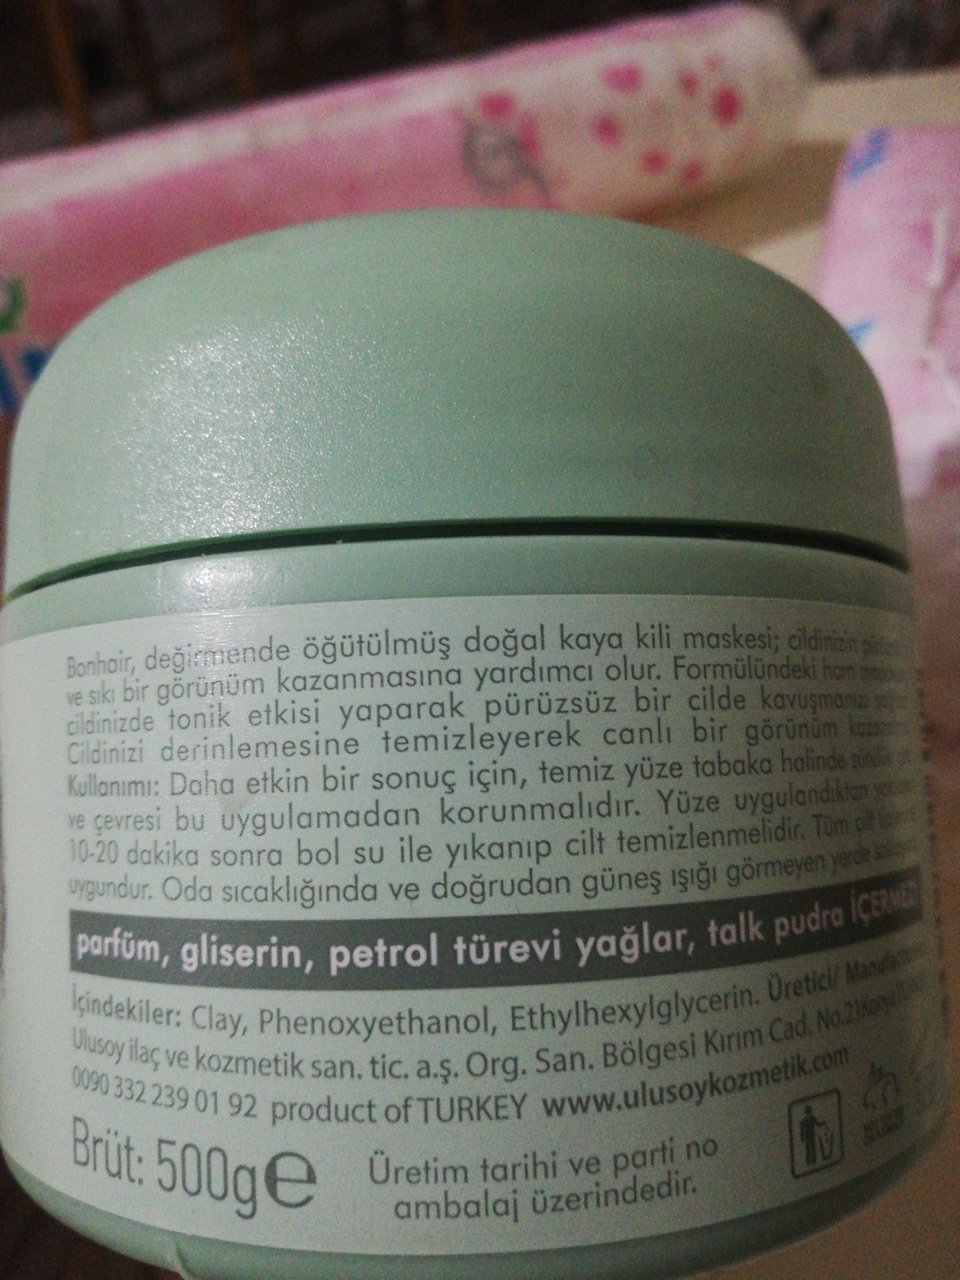 Bonhair, değirmende öğütülmüş doğal kaya kili maskesi; cildinizin
ve sıkı bir görünüm kazanmasına yardımcı olur. Formülündeki ham
cildinizde tonik etkisi yaparak pürüzsüz bir cilde kavuşmanızı
Cildinizi derinlemesine temizleyerek canlı bir görünüm
Kullanımı: Daha etkin bir sonuç için, temiz yüze tabaka halinde
ve çevresi bu uygulamadan korunmalıdır. Yüze uygulandıktan
10-20 dakika sonra bol su ile yıkanıp cilt temizlenmelidir. Tüm cilt
uygundur. Oda sıcaklığında ve doğrudan güneş ışığı görmeyen yerde
parfüm, gliserin, petrol türevi yağlar, talk pudra
İçindekiler: Clay, Phenoxyethanol, Ethylhexylglycerin. Üretici/
Ulusoy ilaç ve kozmetik san. tic. a.ş. Org. San. Bölgesi Kırım Cad. No.21
0090 332 239 01 92 product of TURKEY www.ulusoykozmetik.com
Brüt: 500g e
Üretim tarihi ve parti no
ambalaj üzerindedir.